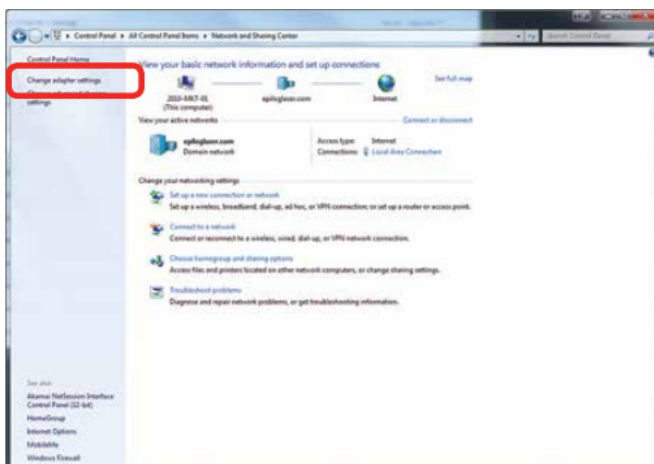 Control Panel ▸ All Control Panel Items ▸ Network and Sharing Center
Search Control Panel
Control Panel Home
Change adapter settings
Change advanced sharing
settings
View your basic network information and set up connections
See full map
2010-MKT-01
(This computer)
epiloglaser.com
Internet
View your active networks
Connect or disconnect
epiloglaser.com
Domain network
Access type: Internet
Connections: Local Area Connection
Change your networking settings
Set up a new connection or network
Set up a wireless, broadband, dial-up, ad hoc, or VPN connection; or set up a router or access point.
Connect to a network
Connect or reconnect to a wireless, wired, dial-up, or VPN network connection.
Choose homegroup and sharing options
Access files and printers located on other network computers, or change sharing settings.
Troubleshoot problems
Diagnose and repair network problems, or get troubleshooting information.
See also
Akamai NetSession Interface
Control Panel (32-bit)
HomeGroup
Internet Options
MobileMe
Windows Firewall